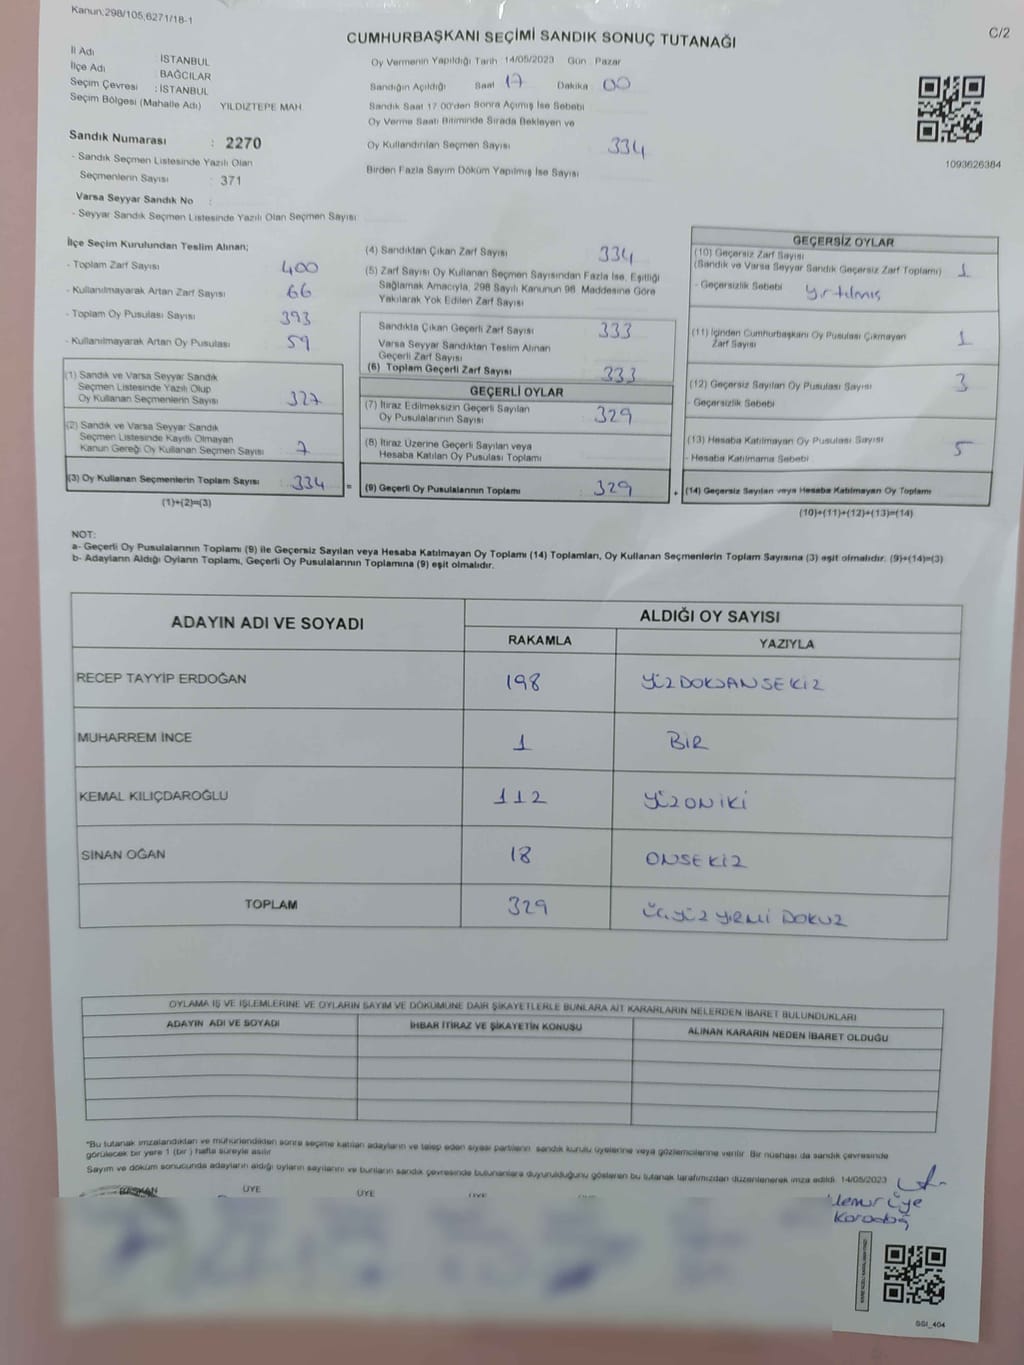 Kanun:298/105,6271/18-1
C/2
CUMHURBAŞKANI SEÇİMİ SANDIK SONUÇ TUTANAĞI
İl Adı : İSTANBUL
İlçe Adı : BAĞCILAR
Seçim Çevresi : İSTANBUL
Seçim Bölgesi (Mahalle Adı) YILDIZTEPE MAH.
Sandık Numarası : 2270
- Sandık Seçmen Listesinde Yazılı Olan
Seçmenlerin Sayısı : 371
Varsa Seyyar Sandık No :
- Seyyar Sandık Seçmen Listesinde Yazılı Olan Seçmen Sayısı
Oy Vermenin Yapıldığı Tarih 14/05/2023 Gün Pazar
Sandığın Açıldığı Saat 17 Dakika 00
Sandık Saat 17.00'den Sonra Açımış İse Sebebi
Oy Verme Saati Bitiminde Sırada Bekleyen ve
Oy Kullandırılan Seçmen Sayısı 334
Birden Fazla Sayım Döküm Yapılmış İse Sayısı
1093626384
İlçe Seçim Kurulundan Teslim Alınan;
- Toplam Zarf Sayısı : 400
- Kullanılmayarak Artan Zarf Sayısı : 66
- Toplam Oy Pusulası Sayısı : 393
- Kullanılmayarak Artan Oy Pusulası : 59
(1) Sandık ve Varsa Seyyar Sandık
Seçmen Listesinde Yazılı Olup
Oy Kullanan Seçmenlerin Sayısı : 327
(2) Sandık ve Varsa Seyyar Sandık
Seçmen Listesinde Kayıtlı Olmayan
Kanun Gereği Oy Kullanan Seçmen Sayısı : 7
(3) Oy Kullanan Seçmenlerin Toplam Sayısı : 334 =
(1)+(2)=(3)
(4) Sandıktan Çıkan Zarf Sayısı 334
(5) Zarf Sayısı Oy Kullanan Seçmen Sayısından Fazla İse, Eşitliği
Sağlamak Amacıyla, 298 Sayılı Kanunun 98. Maddesine Göre
Yakılarak Yok Edilen Zarf Sayısı
Sandıkta Çıkan Geçerli Zarf Sayısı : 333
Varsa Seyyar Sandıktan Teslim Alınan
Geçerli Zarf Sayısı
(6) Toplam Geçerli Zarf Sayısı : 333
GEÇERLİ OYLAR
(7) İtiraz Edilmeksizin Geçerli Sayılan
Oy Pusulalarının Sayısı : 329
(8) İtiraz Üzerine Geçerli Sayılan veya
Hesaba Katılan Oy Pusulası Toplamı
(9) Geçerli Oy Pusulalarının Toplamı : 329 +
GEÇERSİZ OYLAR
(10) Geçersiz Zarf Sayısı
(Sandık ve Varsa Seyyar Sandık Geçersiz Zarf Toplamı) 1
- Geçersizlik Sebebi yırtılmış
(11) İçinden Cumhurbaşkanı Oy Pusulası Çıkmayan
Zarf Sayısı 1
(12) Geçersiz Sayılan Oy Pusulası Sayısı 3
- Geçersizlik Sebebi
(13) Hesaba Katılmayan Oy Pusulası Sayısı 5
- Hesaba Katılmama Sebebi
(14) Geçersiz Sayılan veya Hesaba Katılmayan Oy Toplamı
(10)+(11)+(12)+(13)=(14)
NOT:
a- Geçerli Oy Pusulalarının Toplamı (9) ile Geçersiz Sayılan veya Hesaba Katılmayan Oy Toplamı (14) Toplamları, Oy Kullanan Seçmenlerin Toplam Sayısına (3) eşit olmalıdır. (9)+(14)=(3)
b- Adayların Aldığı Oyların Toplamı, Geçerli Oy Pusulalarının Toplamına (9) eşit olmalıdır.
ADAYIN ADI VE SOYADI ALDIĞI OY SAYISI
RAKAMLA YAZIYLA
RECEP TAYYİP ERDOĞAN 198 YÜZDOKSANSEKİZ
MUHARREM İNCE 1 BİR
KEMAL KILIÇDAROĞLU 112 YÜZONİKİ
SİNAN OĞAN 18 ONSEKİZ
TOPLAM 329 ÜÇYÜZYİRMİ DOKUZ
OYLAMA İŞ VE İŞLEMLERİNE VE OYLARIN SAYIM VE DÖKÜMÜNE DAİR ŞİKAYETLERLE BUNLARA AİT KARARLARIN NELERDEN İBARET BULUNDUKLARI
ADAYIN ADI VE SOYADI İHBAR İTİRAZ VE ŞİKAYETİN KONUSU ALINAN KARARIN NEDEN İBARET OLDUĞU
*Bu tutanak imzalandıktan ve mühürlendikten sonra seçime katılan adayların ve talep eden siyasi partilerin sandık kurulu üyelerine veya gözlemcilerine verilir. Bir nüshası da sandık çevresinde
görülecek bir yere 1 (bir) hafta süreyle asılır
Sayım ve döküm sonucunda adayların aldığı oyların sayılarını ve bunların sandık çevresinde bulunanlara duyurulduğunu gösteren bu tutanak tarafımızdan düzenlenerek imza edildi. 14/05/2023
BAŞKAN ÜYE ÜYE ÜYE
Memur Üye
Karadağ
SSI_404